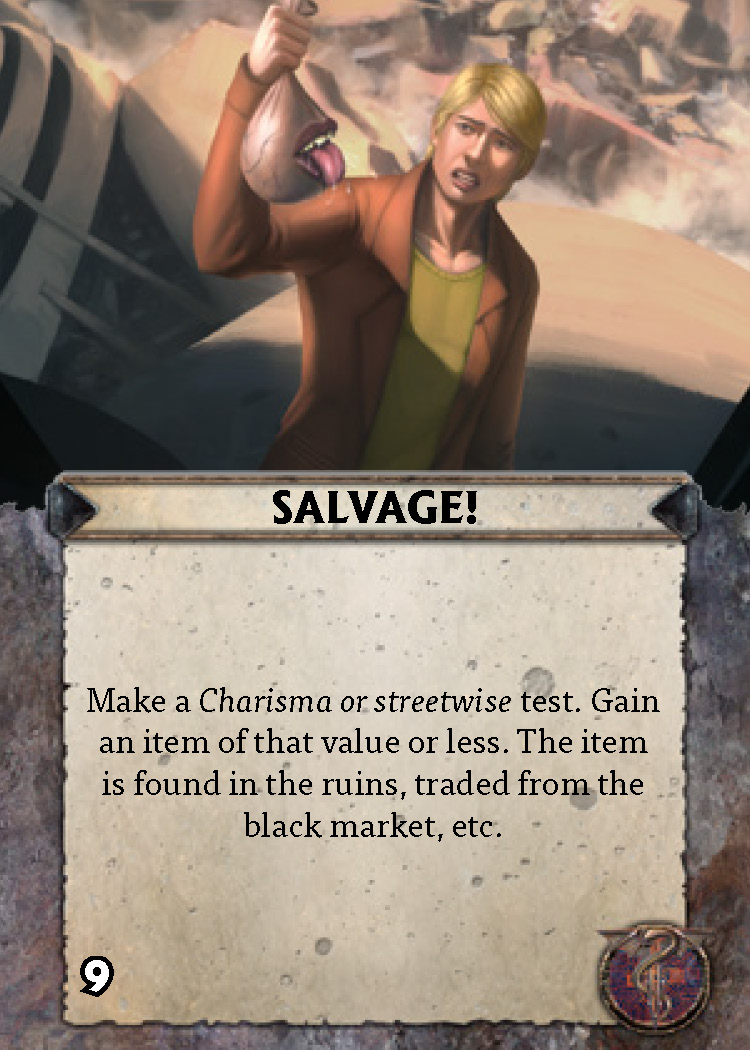 SALVAGE!
Make a Charisma or streetwise test. Gain
an item of that value or less. The item
is found in the ruins, traded from the
black market, etc.
9